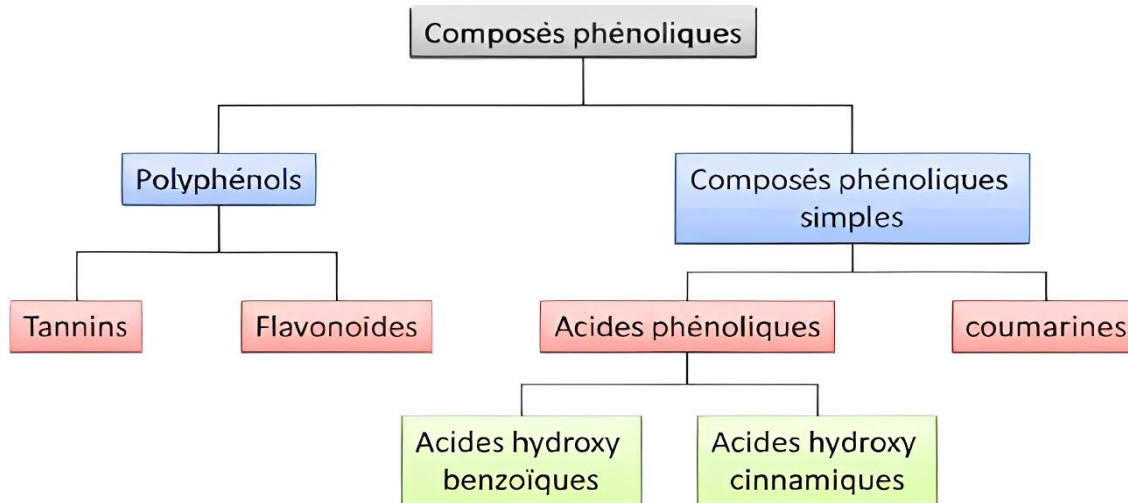 Composés phénoliques
Polyphénols
Composés phénoliques
simples
Tannins
Flavonoïdes
Acides phénoliques
coumarines
Acides hydroxy
benzoïques
Acides hydroxy
cinnamiques